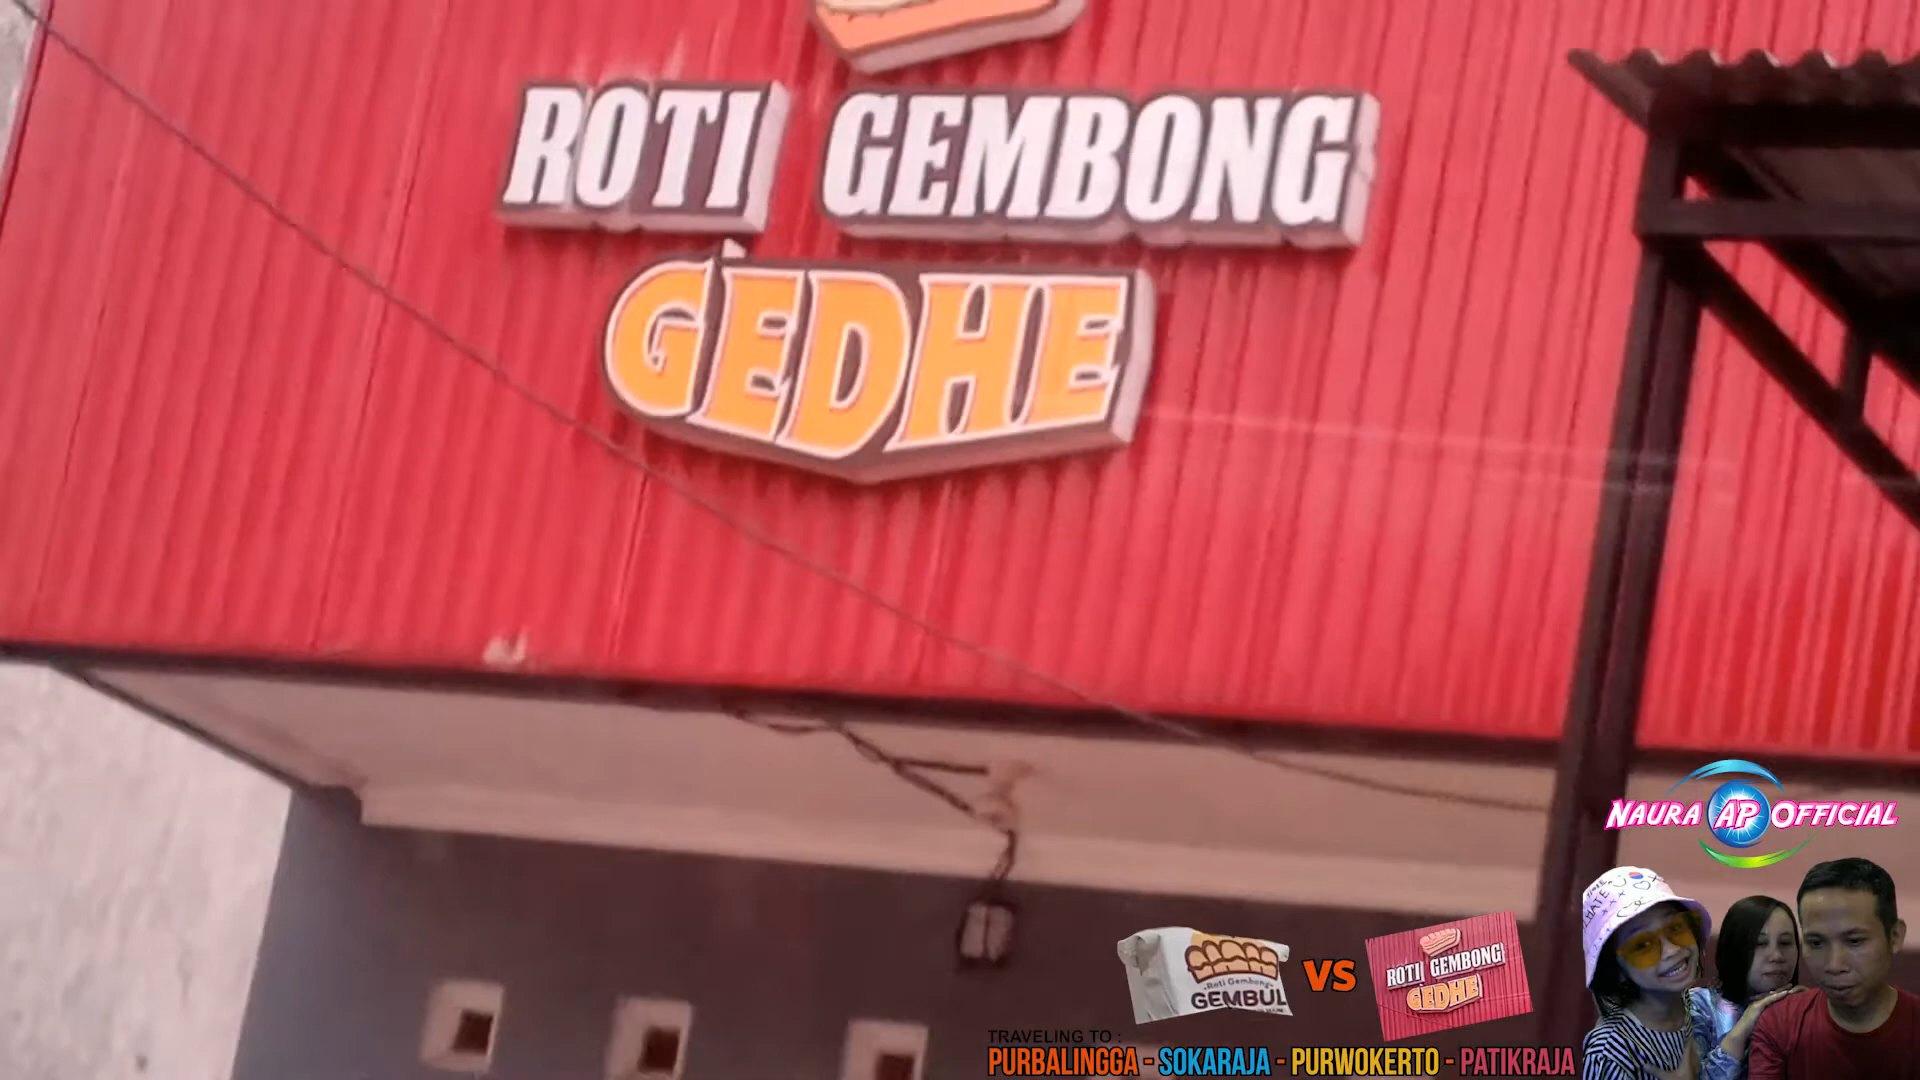 ROTI GEMBONG
GEDHE
NAURA AP OFFICIAL
Roti Gembong
GEMBUL
VS
ROTI GEMBONG
GEDHE
TRAVELING TO :
PURBALINGGA - SOKARAJA - PURWOKERTO - PATIKRAJA